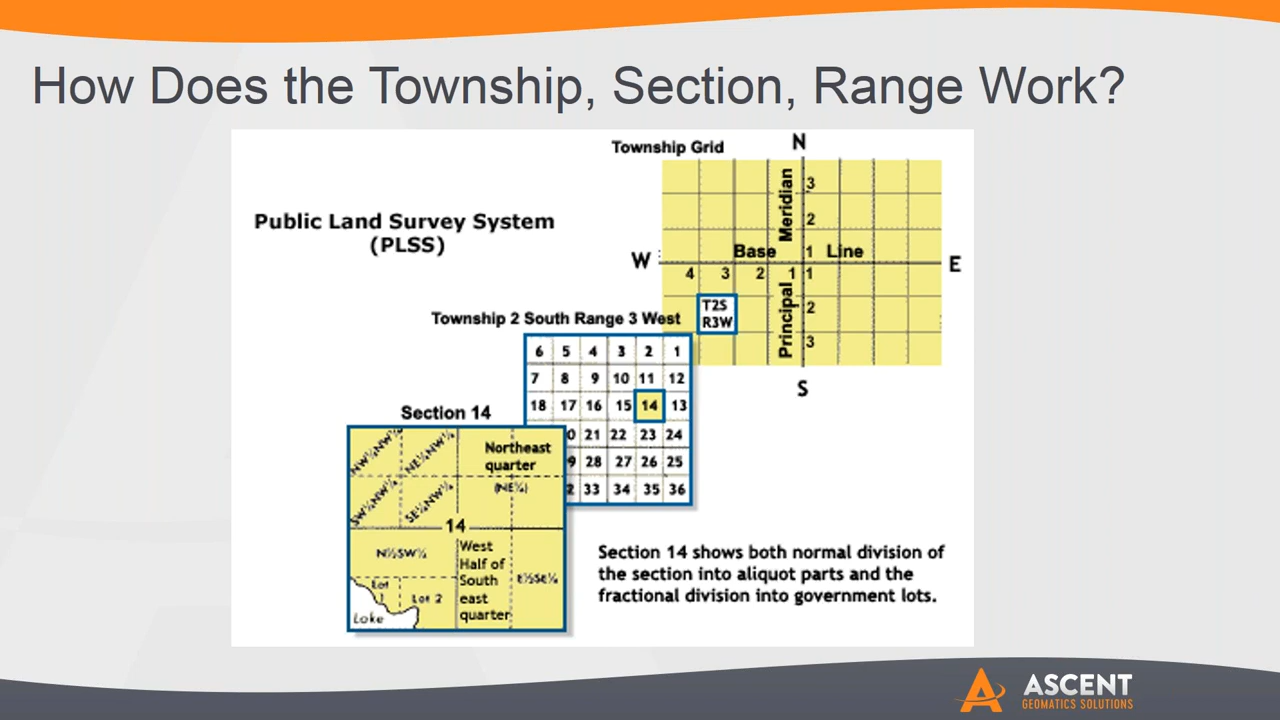 How Does the Township, Section, Range Work?
Township Grid
N
Public Land Survey System
(PLSS)
Meridian
3
2
1
Base Line
W
E
4 3 2 1 1
Principal
2
3
T2S
R3W
S
Township 2 South Range 3 West
6 5 4 3 2 1
7 8 9 10 11 12
18 17 16 15 14 13
0 21 22 23 24
9 28 27 26 25
2 33 34 35 36
Section 14
NW¼NW¼
NE¼NW¼
Northeast
quarter
(NE¼)
SW¼NW¼
SE¼NW¼
14
N½SW¼
West
Half of
South
east
quarter
E½SE¼
Lot
1
Lot 2
Lake
Section 14 shows both normal division of
the section into aliquot parts and the
fractional division into government lots.
ASCENT
GEOMATICS SOLUTIONS